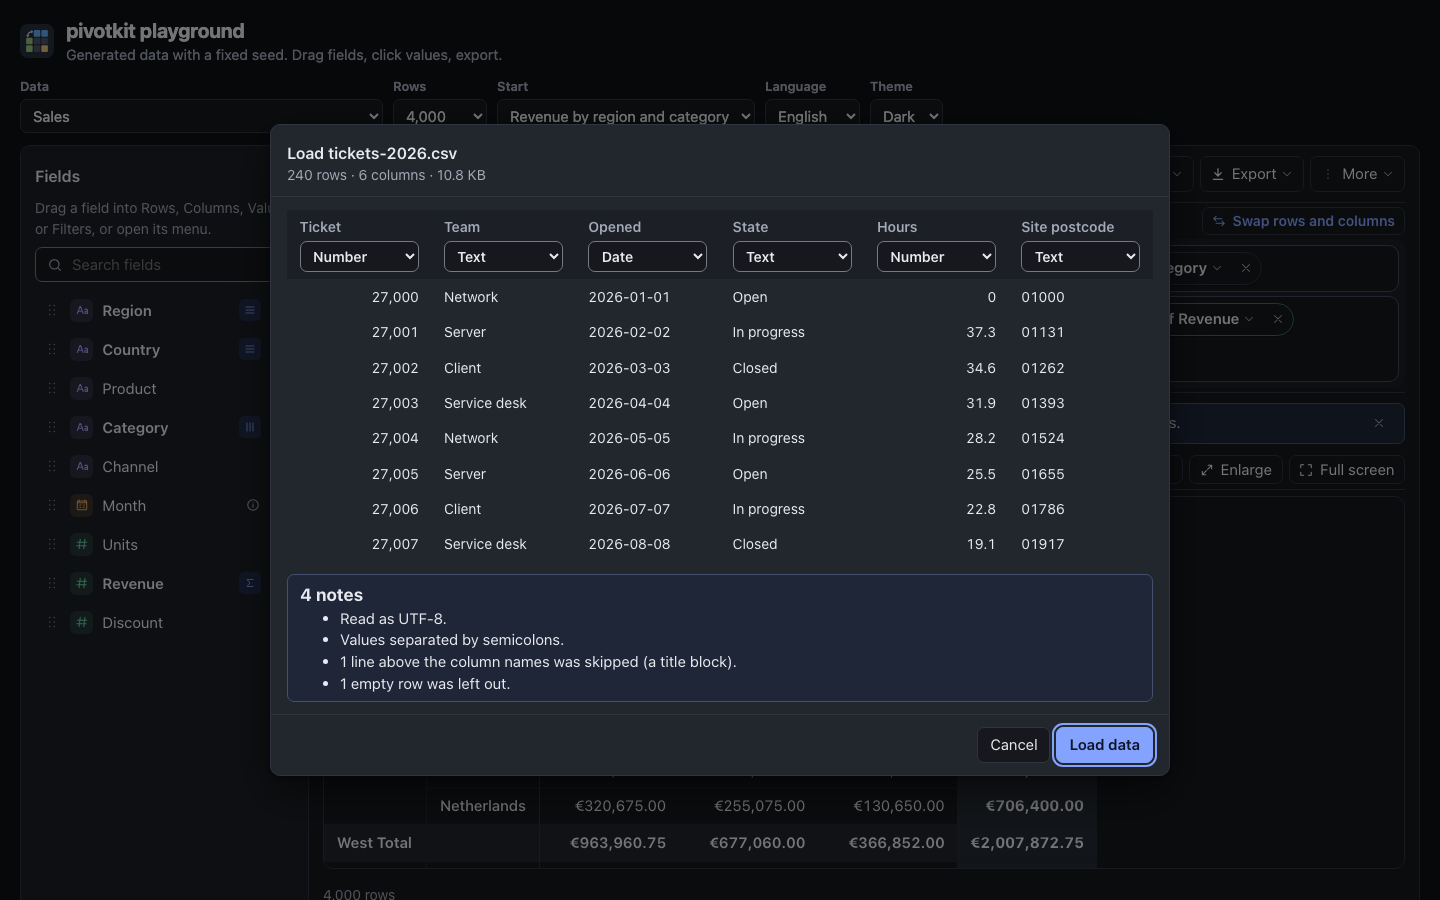 pivotkit playground
Generated data with a fixed seed. Drag fields, click values, export.
Data Rows Start Language Theme
Sales 4,000 Revenue by region and category English Dark
Fields
Drag a field into Rows, Columns,
or Filters, or open its menu.
Search fields
Aa Region
Aa Country
Aa Product
Aa Category
Aa Channel
Month
# Units
# Revenue Σ
# Discount
Export More
Swap rows and columns
Revenue
Enlarge Full screen
Load tickets-2026.csv
240 rows · 6 columns · 10.8 KB
Ticket Team Opened State Hours Site postcode
Number Text Date Text Number Text
27,000 Network 2026-01-01 Open 0 01000
27,001 Server 2026-02-02 In progress 37.3 01131
27,002 Client 2026-03-03 Closed 34.6 01262
27,003 Service desk 2026-04-04 Open 31.9 01393
27,004 Network 2026-05-05 In progress 28.2 01524
27,005 Server 2026-06-06 Open 25.5 01655
27,006 Client 2026-07-07 In progress 22.8 01786
27,007 Service desk 2026-08-08 Closed 19.1 01917
4 notes
• Read as UTF-8.
• Values separated by semicolons.
• 1 line above the column names was skipped (a title block).
• 1 empty row was left out.
Cancel Load data
Netherlands €320,675.00 €255,075.00 €130,650.00 €706,400.00
West Total €963,960.75 €677,060.00 €366,852.00 €2,007,872.75
4,000 rows